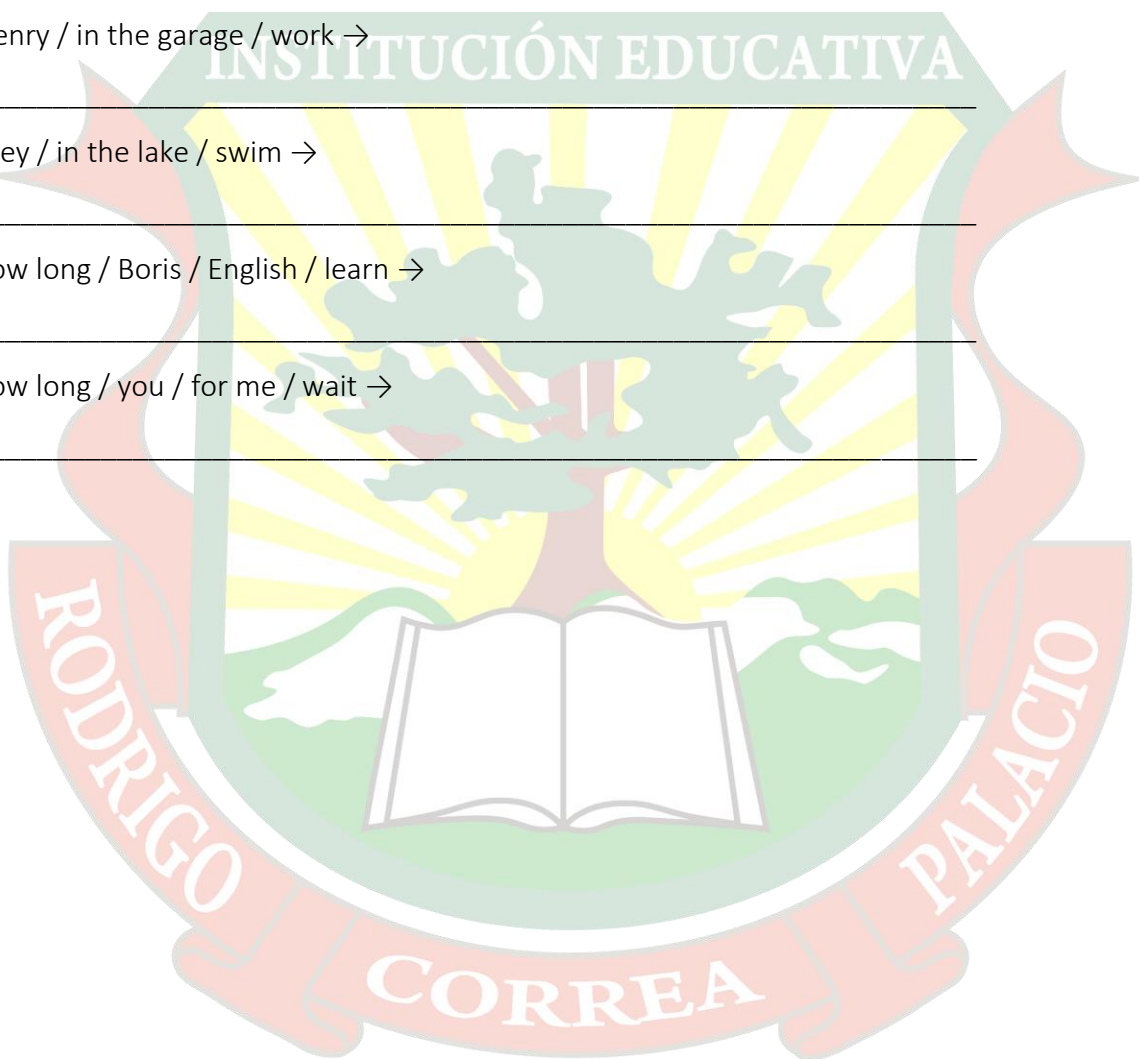 enry / in the garage / work →
INSTITUCIÓN EDUCATIVA
ey / in the lake / swim →
ow long / Boris / English / learn →
ow long / you / for me / wait →
RODRIGO
CORREA
PALACIO